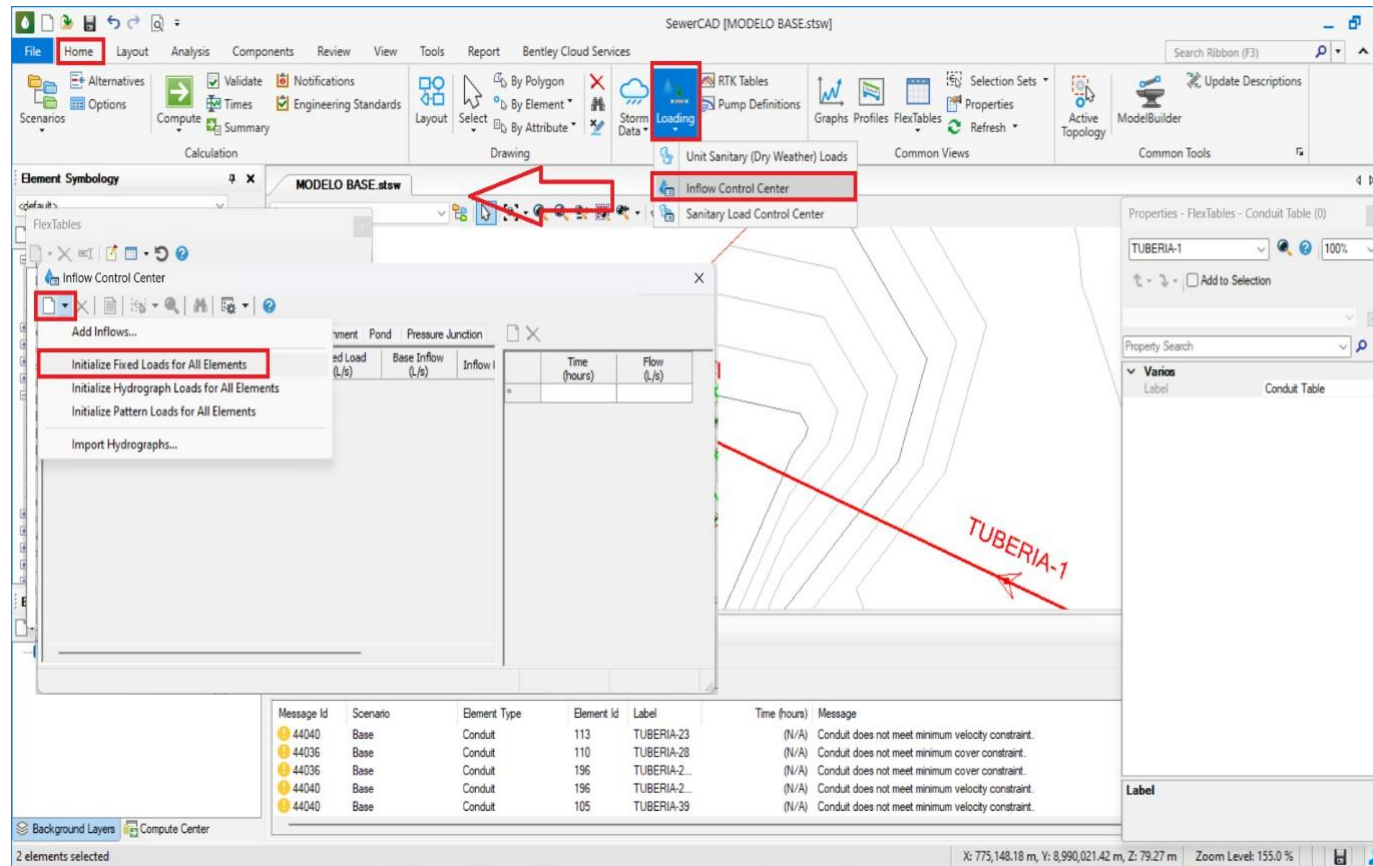 SewerCAD [MODELO BASE.stsw]
File Home Layout Analysis Components Review View Tools Report Bentley Cloud Services
Search Ribbon (F3)
Scenarios
Alternatives
Options
Compute
Validate
Times
Summary
Notifications
Engineering Standards
Calculation
Layout
Select
By Polygon
By Element
By Attribute
Drawing
Storm Data
Loading
RTK Tables
Pump Definitions
Graphs Profiles FlexTables
Selection Sets
Properties
Refresh
Common Views
Active Topology
ModelBuilder
Update Descriptions
Common Tools
Unit Sanitary (Dry Weather) Loads
Inflow Control Center
Sanitary Load Control Center
Element Symbology
<default>
MODELO BASE.stsw
FlexTables
Inflow Control Center
Add Inflows...
Initialize Fixed Loads for All Elements
Initialize Hydrograph Loads for All Elements
Initialize Pattern Loads for All Elements
Import Hydrographs...
Pond Pressure Junction
Base Inflow (L/s)
(L/s)
Time (hours)
Flow (L/s)
TUBERIA-1
Properties - FlexTables - Conduit Table (0)
TUBERIA-1
100%
Add to Selection
Property Search
Varios
Label Conduit Table
Label
Message Id Scenario Element Type Element Id Label Time (hours) Message
44040 Base Conduit 113 TUBERIA-23 (N/A) Conduit does not meet minimum velocity constraint.
44036 Base Conduit 110 TUBERIA-28 (N/A) Conduit does not meet minimum cover constraint.
44036 Base Conduit 196 TUBERIA-2... (N/A) Conduit does not meet minimum cover constraint.
44040 Base Conduit 196 TUBERIA-2... (N/A) Conduit does not meet minimum velocity constraint.
44040 Base Conduit 105 TUBERIA-39 (N/A) Conduit does not meet minimum velocity constraint.
Background Layers Compute Center
2 elements selected
X: 775,148.18 m, Y: 8,990,021.42 m, Z: 79.27 m Zoom Level: 155.0 %